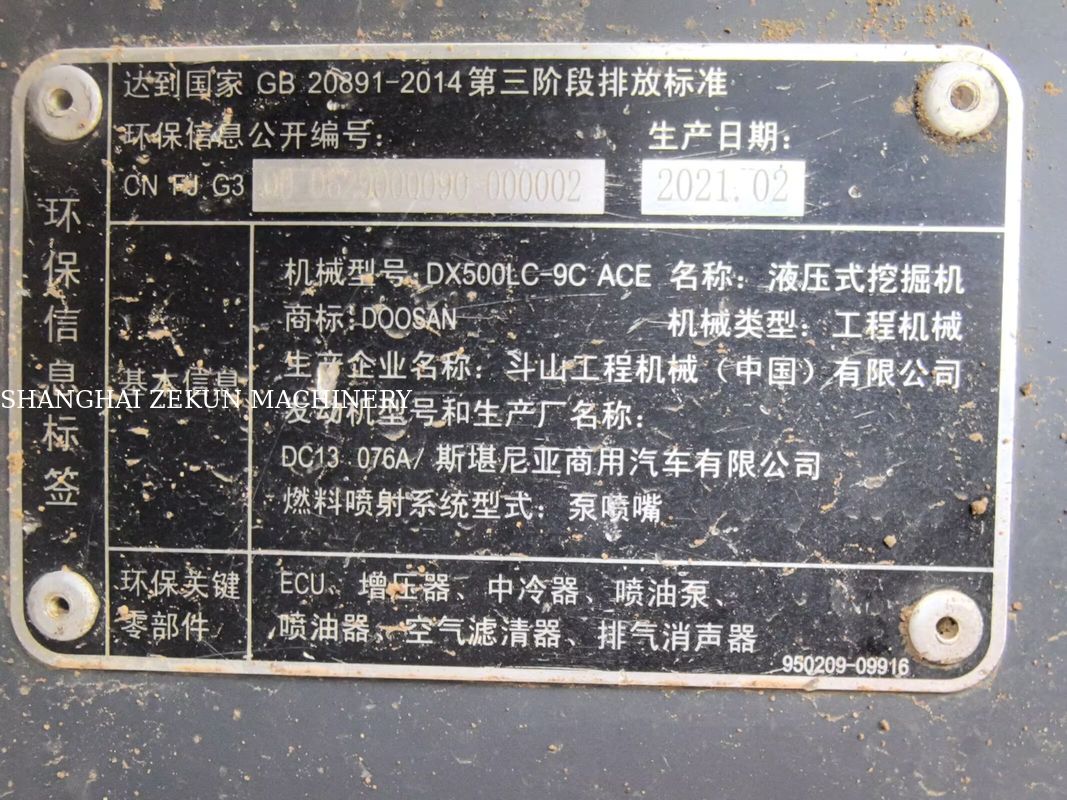 达到国家 GB 20891-2014第三阶段排放标准
环保信息公开编号: 生产日期:
CN FJ G3 000090 000002 2021.02
环保信息标签
基本信息
机械型号: DX500LC-9C ACE 名称: 液压式挖掘机
商标:DOOSAN 机械类型: 工程机械
生产企业名称: 斗山工程机械（中国）有限公司
SHANGHAI ZEKUN MACHINERY
发动机型号和生产厂名称:
DC13 076A/ 斯堪尼亚商用汽车有限公司
燃料喷射系统型式: 泵喷嘴
环保关键零部件
ECU、增压器、中冷器、喷油泵、
喷油器、空气滤清器、排气消声器
950209-09916